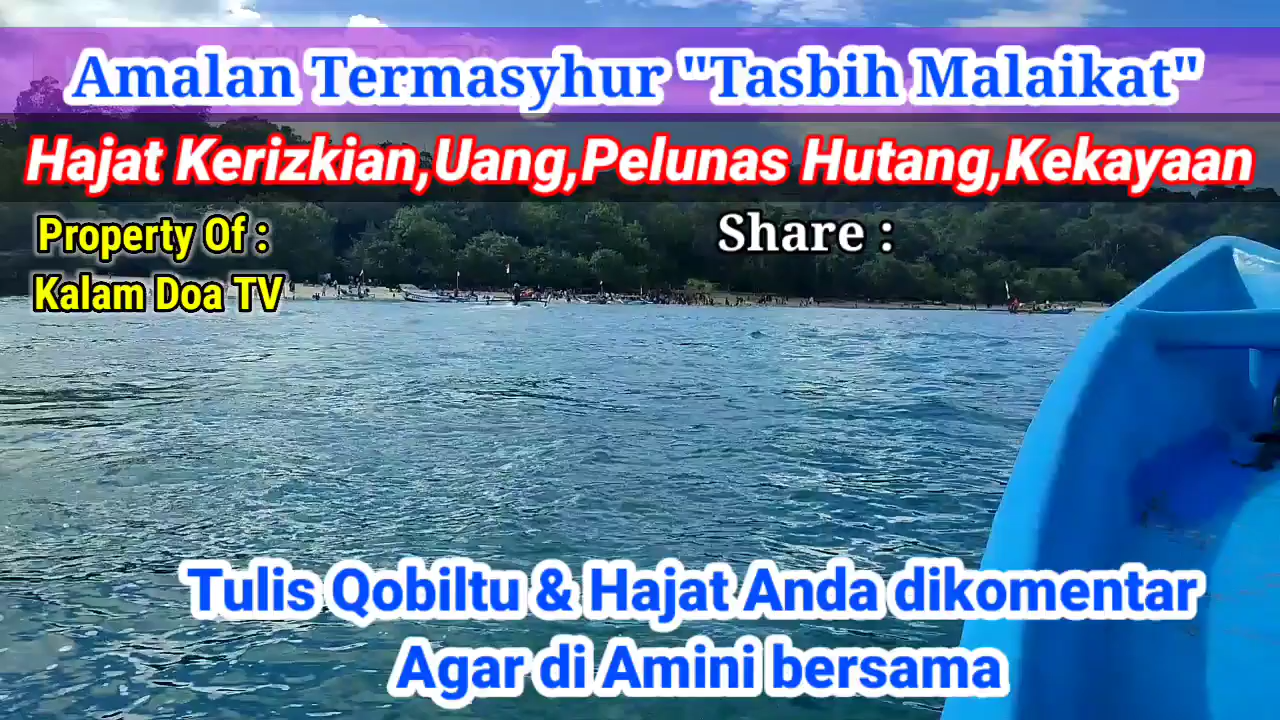 Amalan Termasyhur "Tasbih Malaikat"
Hajat Kerizkian,Uang,Pelunas Hutang,Kekayaan
Property Of :
Kalam Doa TV
Share :
Tulis Qobiltu & Hajat Anda dikomentar
Agar di Amini bersama